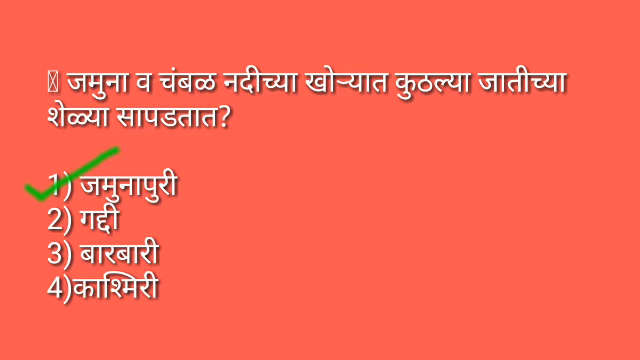 जमुना व चंबळ नदीच्या खोऱ्यात कुठल्या जातीच्या
शेळ्या सापडतात?
1) जमुनापुरी
2) गद्दी
3) बारबारी
4)काश्मिरी